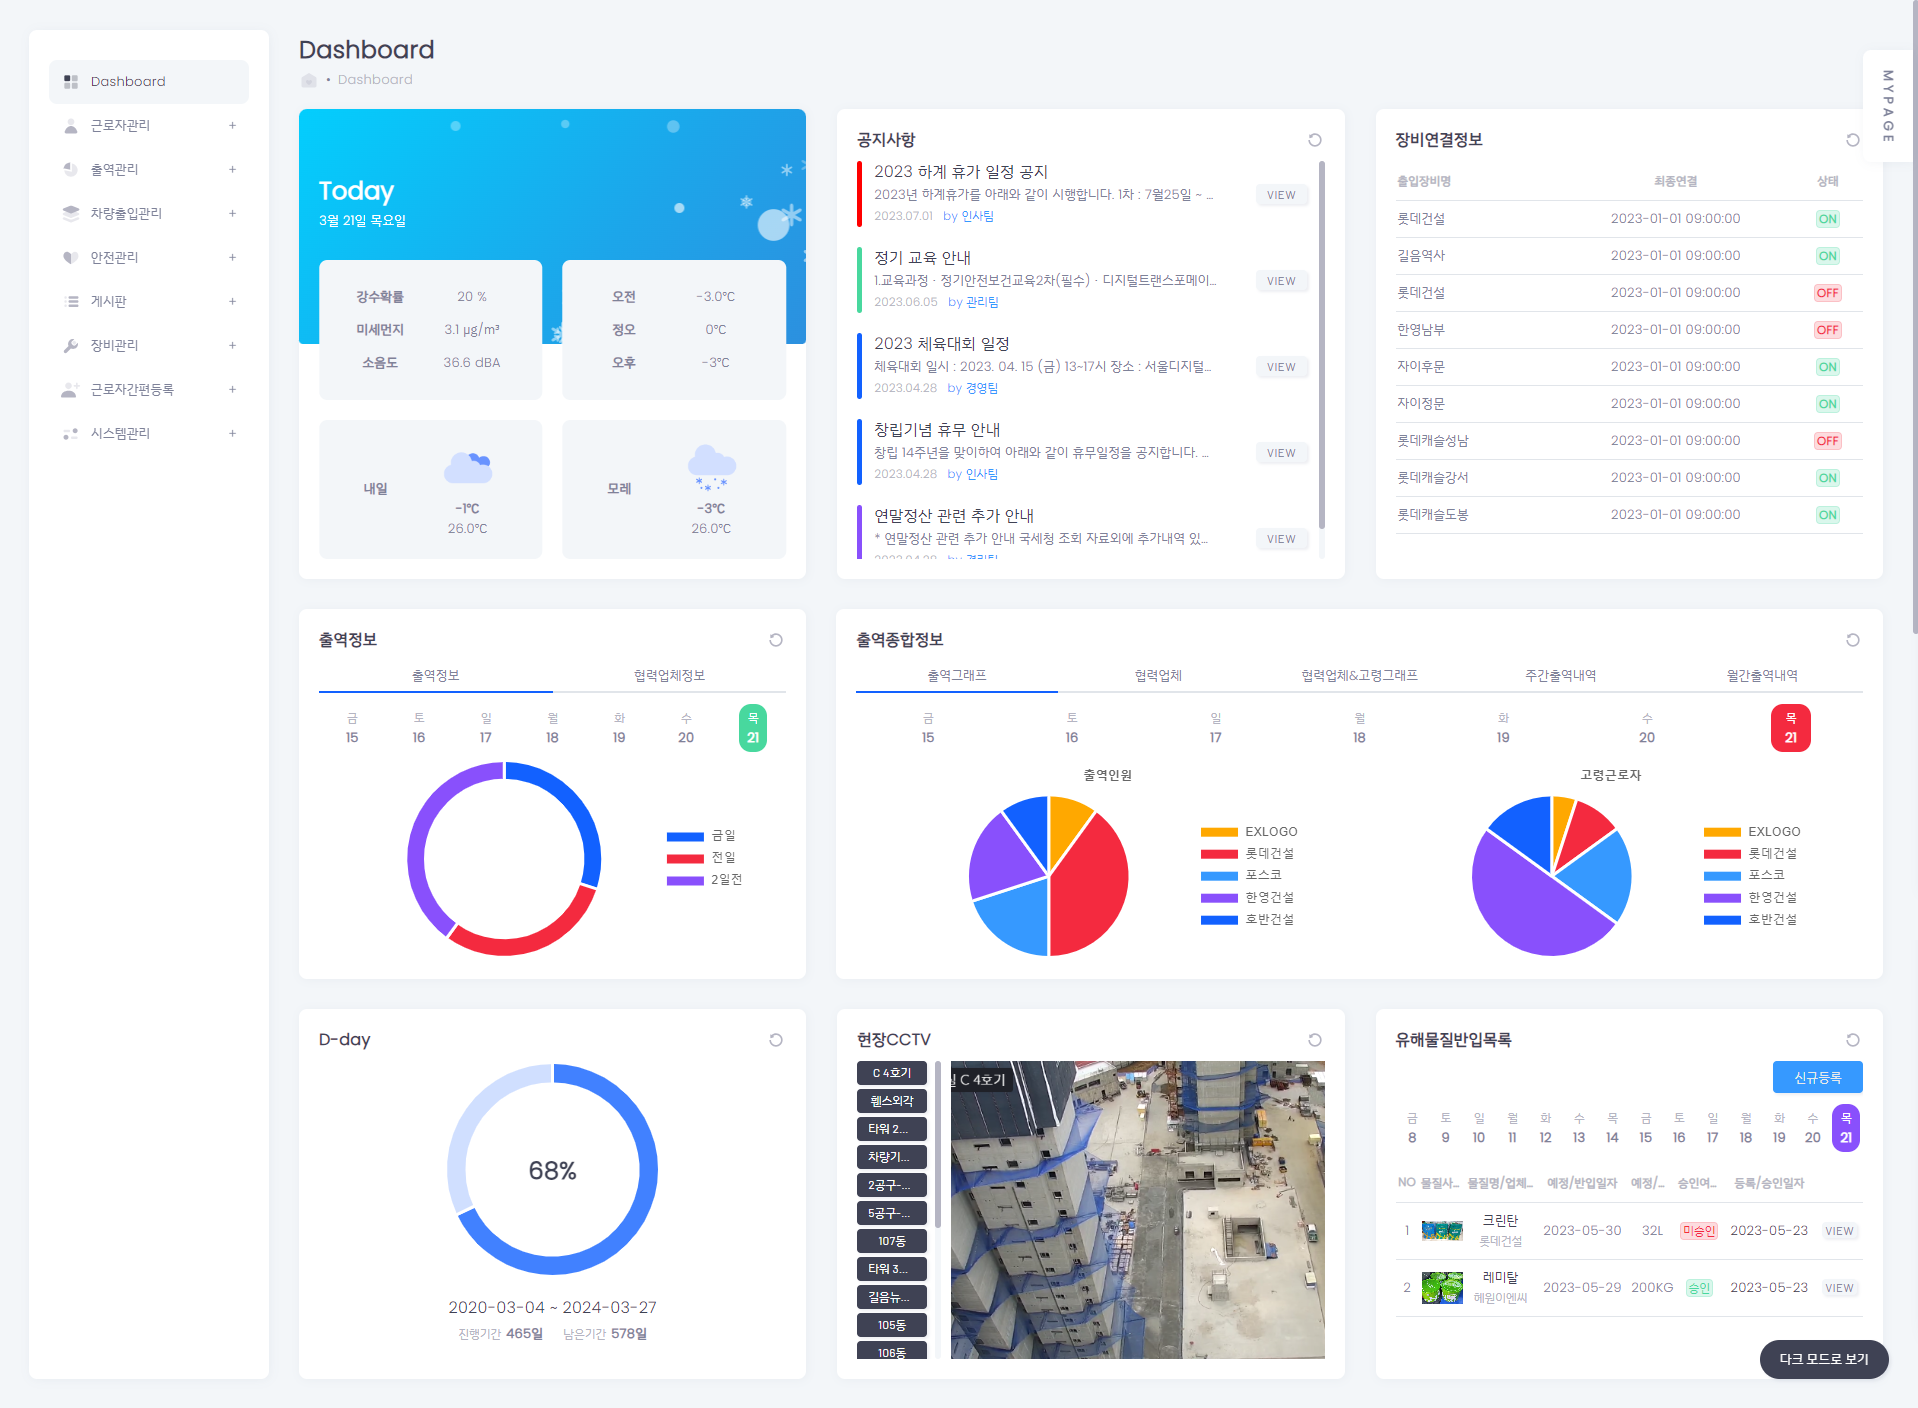 Dashboard
Dashboard
MYPAGE
Dashboard
근로자관리 +
출역관리 +
차량출입관리 +
안전관리 +
게시판 +
장비관리 +
근로자간편등록 +
시스템관리 +
Today
3월 21일 목요일
강수확률 20 %
미세먼지 3.1 µg/m³
소음도 36.6 dBA
오전 -3.0℃
정오 0℃
오후 -3℃
내일
-1℃
26.0℃
모레
-3℃
26.0℃
공지사항
2023 하계 휴가 일정 공지
2023년 하계휴가를 아래와 같이 시행합니다. 1차 : 7월25일 ~ ...
2023.07.01 by 인사팀
VIEW
정기 교육 안내
1.교육과정 · 정기안전보건교육2차(필수) · 디지털트랜스포메이...
2023.06.05 by 관리팀
VIEW
2023 체육대회 일정
체육대회 일시 : 2023. 04. 15 (금) 13~17시 장소 : 서울디지털...
2023.04.28 by 경영팀
VIEW
창립기념 휴무 안내
창립 14주년을 맞이하여 아래와 같이 휴무일정을 공지합니다. ...
2023.04.28 by 인사팀
VIEW
연말정산 관련 추가 안내
* 연말정산 관련 추가 안내 국세청 조회 자료외에 추가내역 있...
VIEW
장비연결정보
출입장비명 최종연결 상태
롯데건설 2023-01-01 09:00:00 ON
길음역사 2023-01-01 09:00:00 ON
롯데건설 2023-01-01 09:00:00 OFF
한영남부 2023-01-01 09:00:00 OFF
자이후문 2023-01-01 09:00:00 ON
자이정문 2023-01-01 09:00:00 ON
롯데캐슬성남 2023-01-01 09:00:00 OFF
롯데캐슬강서 2023-01-01 09:00:00 ON
롯데캐슬도봉 2023-01-01 09:00:00 ON
출역정보
출역정보 협력업체정보
금 토 일 월 화 수 목
15 16 17 18 19 20 21
금일
전일
2일전
출역종합정보
출역그래프 협력업체 협력업체&고령그래프 주간출역내역 월간출역내역
금 토 일 월 화 수 목
15 16 17 18 19 20 21
출역인원
EXLOGO
롯데건설
포스코
한영건설
호반건설
고령근로자
EXLOGO
롯데건설
포스코
한영건설
호반건설
D-day
68%
2020-03-04 ~ 2024-03-27
진행기간 465일 남은기간 578일
현장CCTV
C 4호기
휀스외각
타워 2...
차량기...
2공구-...
5공구-...
107동
타워 3...
길음뉴...
105동
106동
C 4호기
유해물질반입목록
신규등록
금 토 일 월 화 수 목 금 토 일 월 화 수 목
8 9 10 11 12 13 14 15 16 17 18 19 20 21
NO 물질사... 물질명/업체... 예정/반입일자 예정/... 승인여... 등록/승인일자
1 크린탄 2023-05-30 32L 미승인 2023-05-23 VIEW
롯데건설
2 레미탈 2023-05-29 200KG 승인 2023-05-23 VIEW
혜원이엔씨
다크 모드로 보기